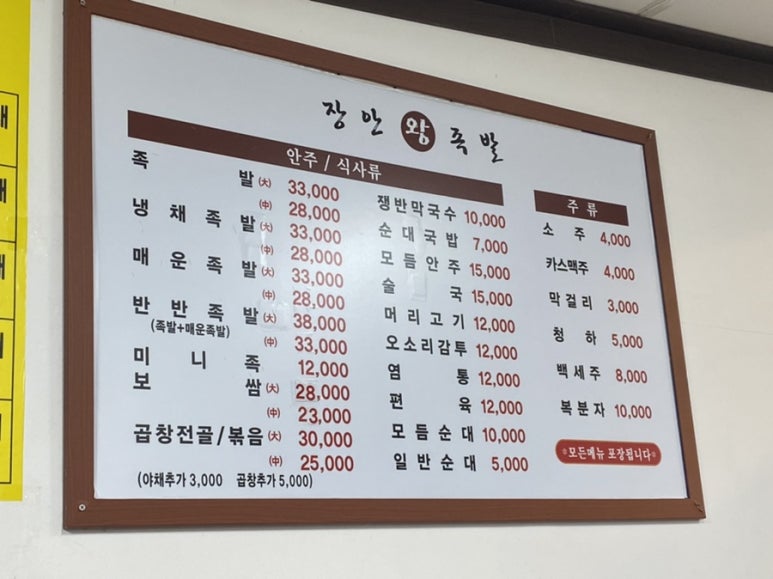 장안왕족발
안주 / 식사류
족발 (大) 33,000
(中) 28,000
냉채족발 (大) 33,000
(中) 28,000
매운족발 (大) 33,000
(中) 28,000
반반족발 (大) 38,000
(족발+매운족발)
(中) 33,000
미니족 12,000
보쌈 (大) 28,000
(中) 23,000
곱창전골/볶음 (大) 30,000
(中) 25,000
(야채추가 3,000 곱창추가 5,000)
쟁반막국수 10,000
순대국밥 7,000
모듬안주 15,000
술국 15,000
머리고기 12,000
오소리감투 12,000
염통 12,000
편육 12,000
모듬순대 10,000
일반순대 5,000
주류
소주 4,000
카스맥주 4,000
막걸리 3,000
청하 5,000
백세주 8,000
복분자 10,000
*모든메뉴 포장됩니다*